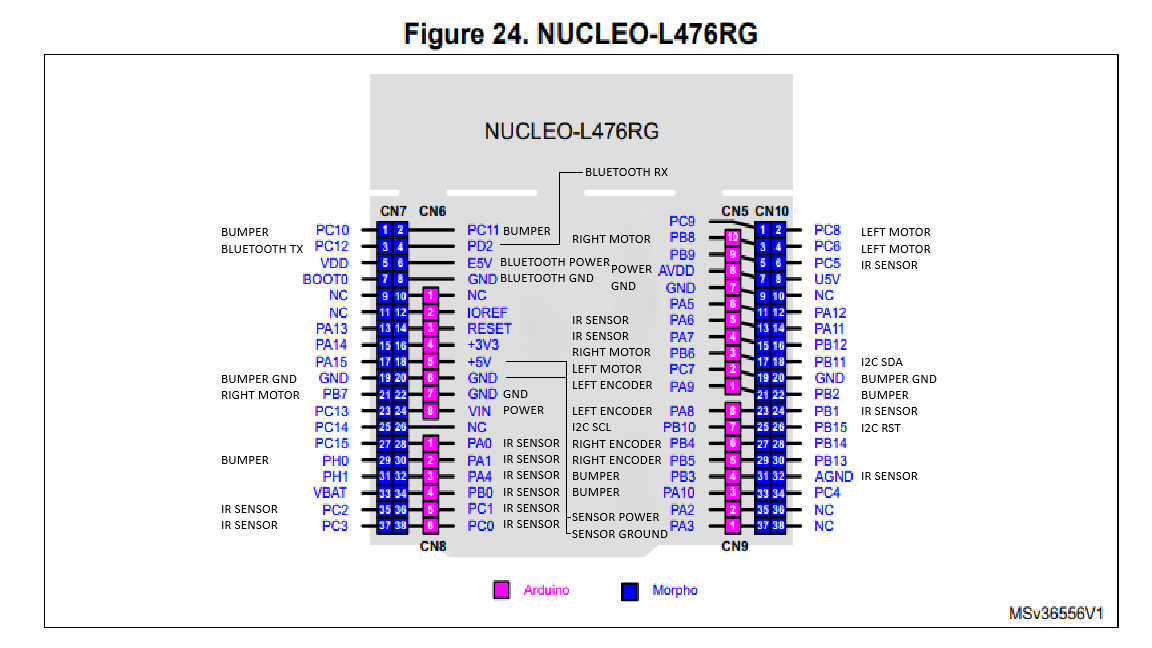 Figure 24. NUCLEO-L476RG
NUCLEO-L476RG
BLUETOOTH RX
CN7 CN6 CN5 CN10
PC9
BUMPER PC10 1 2 PC11 BUMPER 1 2 PC8 LEFT MOTOR
BLUETOOTH TX PC12 3 4 PD2 RIGHT MOTOR PB8 10 3 4 PC6 LEFT MOTOR
VDD 5 6 E5V BLUETOOTH POWER PB9 9 5 6 PC5 IR SENSOR
BOOT0 7 8 GND BLUETOOTH GND POWER AVDD 8 7 8 U5V
NC 9 10 1 NC GND GND 7 9 10 NC
NC 11 12 2 IOREF PA5 6 11 12 PA12
PA13 13 14 3 RESET IR SENSOR PA6 5 13 14 PA11
PA14 15 16 4 +3V3 IR SENSOR PA7 4 15 16 PB12
PA15 17 18 5 +5V RIGHT MOTOR PB6 3 17 18 PB11 I2C SDA
BUMPER GND GND 19 20 6 GND LEFT MOTOR PC7 2 19 20 GND BUMPER GND
RIGHT MOTOR PB7 21 22 7 GND GND LEFT ENCODER PA9 1 21 22 PB2 BUMPER
PC13 23 24 8 VIN POWER LEFT ENCODER PA8 8 23 24 PB1 IR SENSOR
PC14 25 26 NC I2C SCL PB10 7 25 26 PB15 I2C RST
PC15 27 28 1 PA0 IR SENSOR RIGHT ENCODER PB4 6 27 28 PB14
BUMPER PH0 29 30 2 PA1 IR SENSOR RIGHT ENCODER PB5 5 29 30 PB13
PH1 31 32 3 PA4 IR SENSOR BUMPER PB3 4 31 32 AGND IR SENSOR
VBAT 33 34 4 PB0 IR SENSOR BUMPER PA10 3 33 34 PC4
IR SENSOR PC2 35 36 5 PC1 IR SENSOR SENSOR POWER PA2 2 35 36 NC
IR SENSOR PC3 37 38 6 PC0 IR SENSOR SENSOR GROUND PA3 1 37 38 NC
CN8 CN9
Arduino Morpho
MSv36556V1